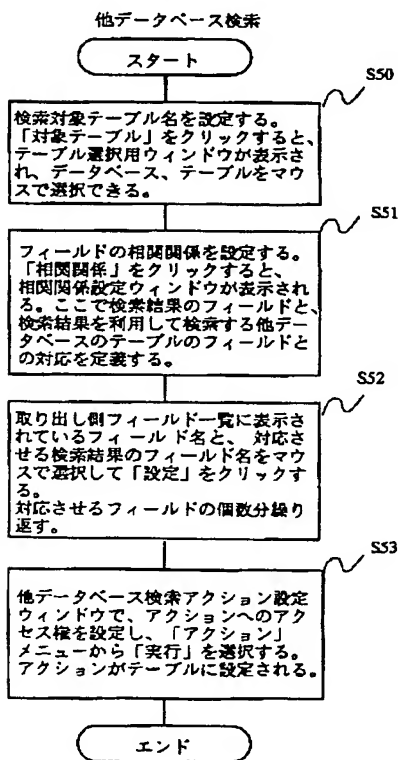 他データベース検索
スタート
S50
検索対象テーブル名を設定する。
「対象テーブル」をクリックすると、
テーブル選択用ウィンドウが表示さ
れ、データベース、テーブルをマウ
スで選択できる。
S51
フィールドの相関関係を設定する。
「相関関係」をクリックすると、
相関関係設定ウィンドウが表示され
る。ここで検索結果のフィールドと、
検索結果を利用して検索する他デー
タベースのテーブルのフィールドと
の対応を定義する。
S52
取り出し側フィールド一覧に表示さ
れているフィールド名と、対応さ
せる検索結果のフィールド名をマウ
スで選択して「設定」をクリックす
る。
対応させるフィールドの個数分繰り
返す。
S53
他データベース検索アクション設定
ウィンドウで、アクションへのアク
セス権を設定し、「アクション」
メニューから「実行」を選択する。
アクションがテーブルに設定される。
エンド